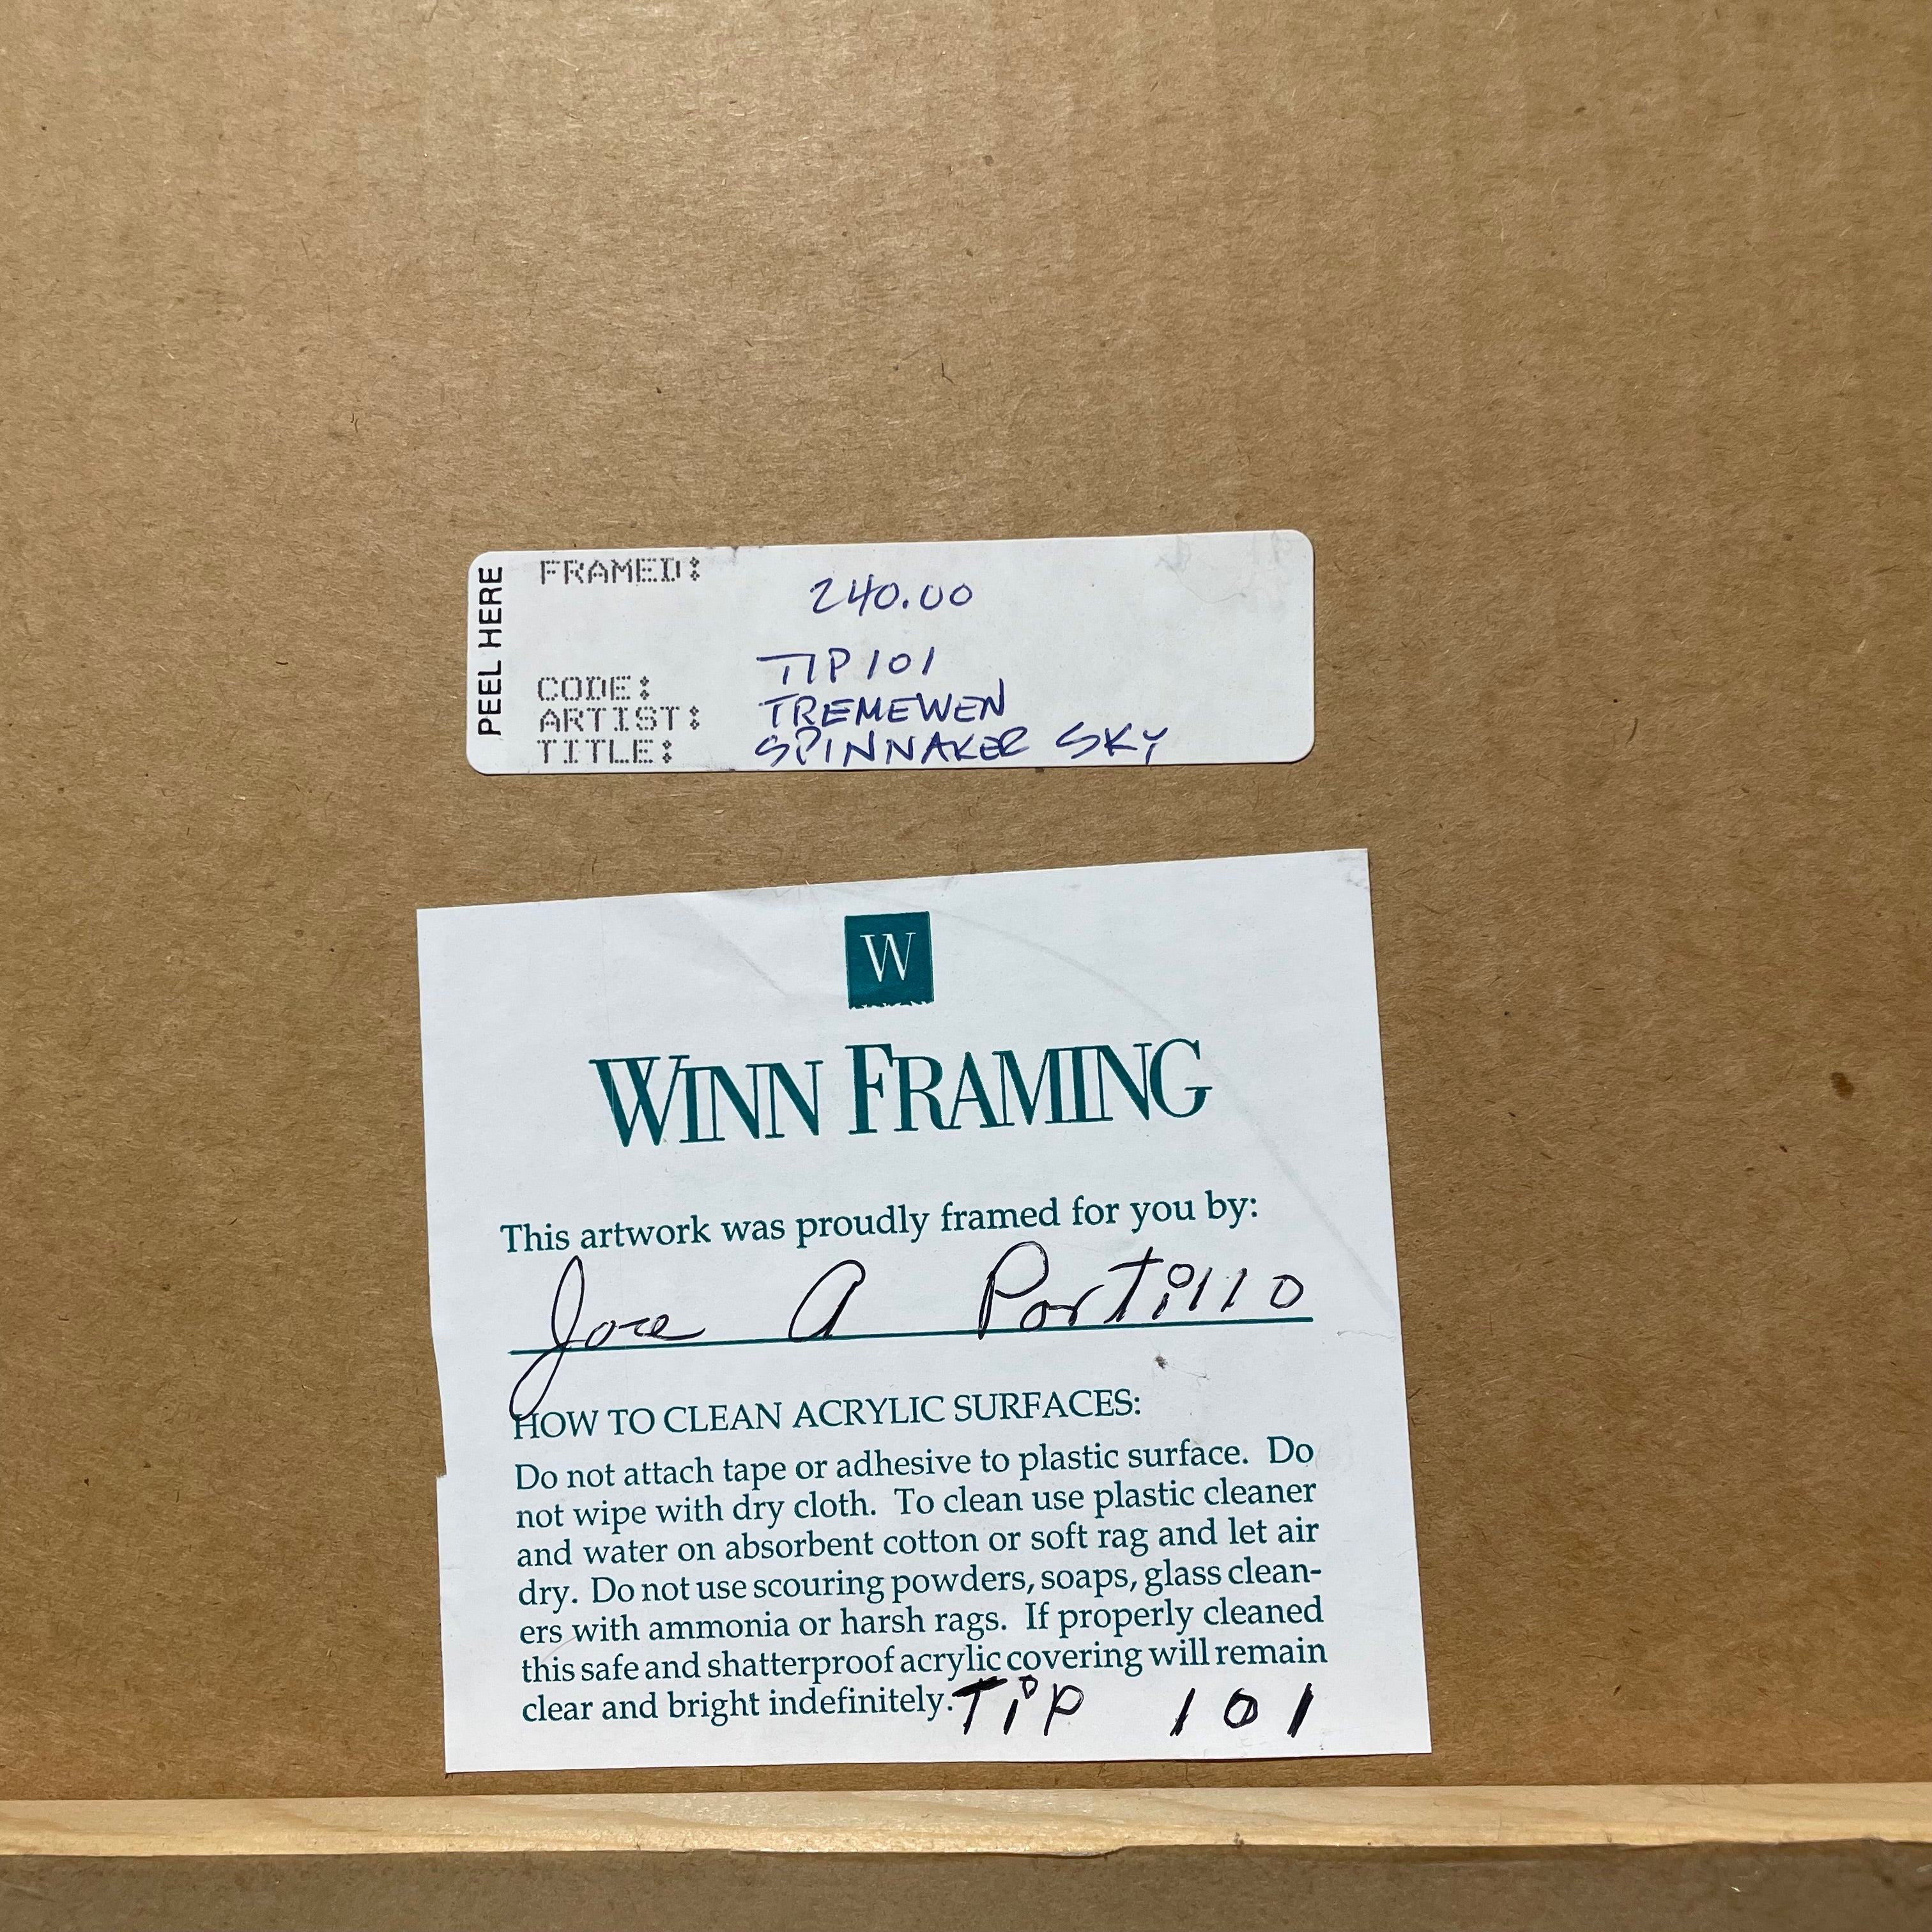 PEEL HERE
FRAMED: 240.00
CODE: TIP101
ARTIST: TREMEWEN
TITLE: SPINNAKER SKY
W
WINN FRAMING
This artwork was proudly framed for you by:
Jose A Portillo
HOW TO CLEAN ACRYLIC SURFACES:
Do not attach tape or adhesive to plastic surface. Do
not wipe with dry cloth. To clean use plastic cleaner
and water on absorbent cotton or soft rag and let air
dry. Do not use scouring powders, soaps, glass clean-
ers with ammonia or harsh rags. If properly cleaned
this safe and shatterproof acrylic covering will remain
clear and bright indefinitely. TiP 101